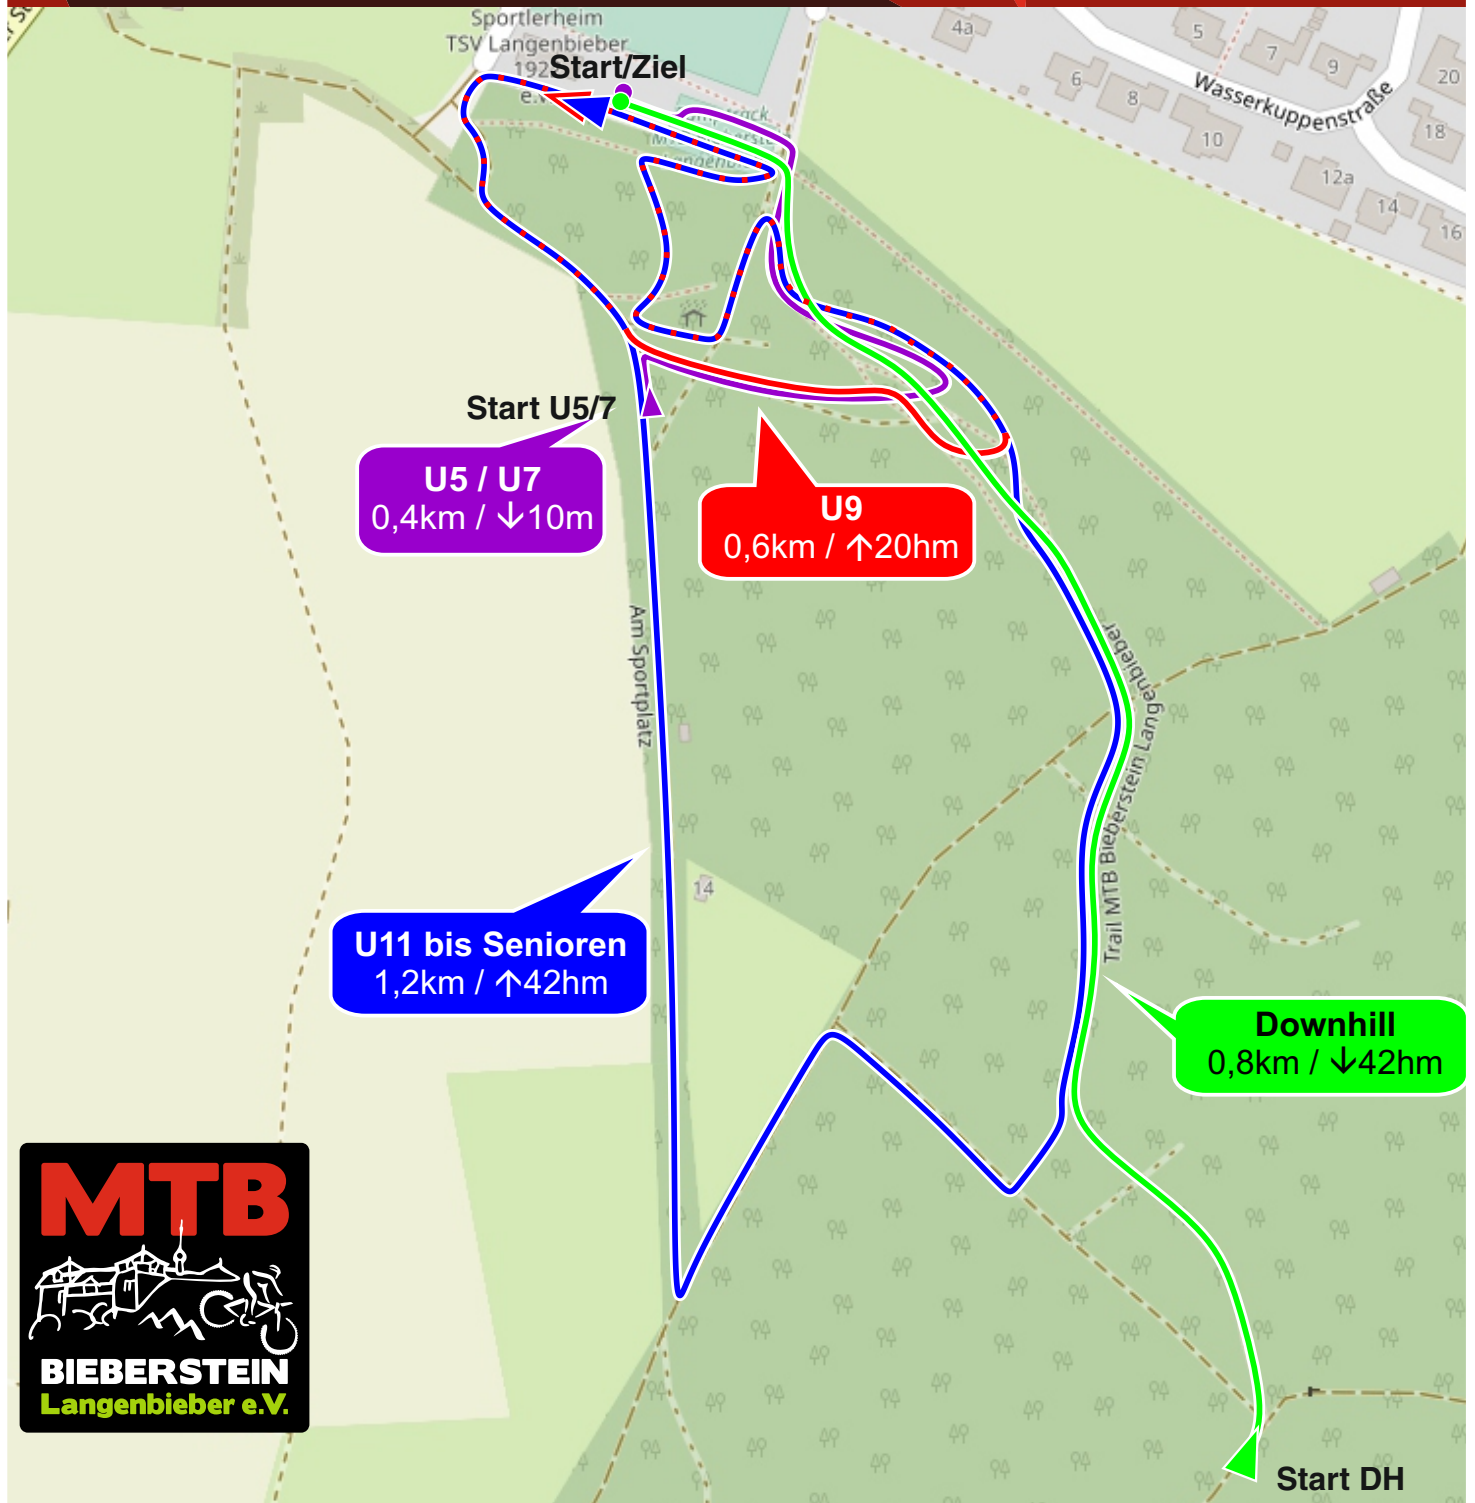 Sportlerheim
TSV Langenbieber
192
e.V.
Start/Ziel
4a
5
7
9
20
6
8
10
18
12a
14
16
Wasserkuppenstraße
Start U5/7
U5 / U7
0,4km / ↓10m
U9
0,6km / ↑20hm
Am Sportplatz
Trail MTB Bieberstein Langenbieber
14
U11 bis Senioren
1,2km / ↑42hm
Downhill
0,8km / ↓42hm
MTB
BIEBERSTEIN
Langenbieber e.V.
Start DH